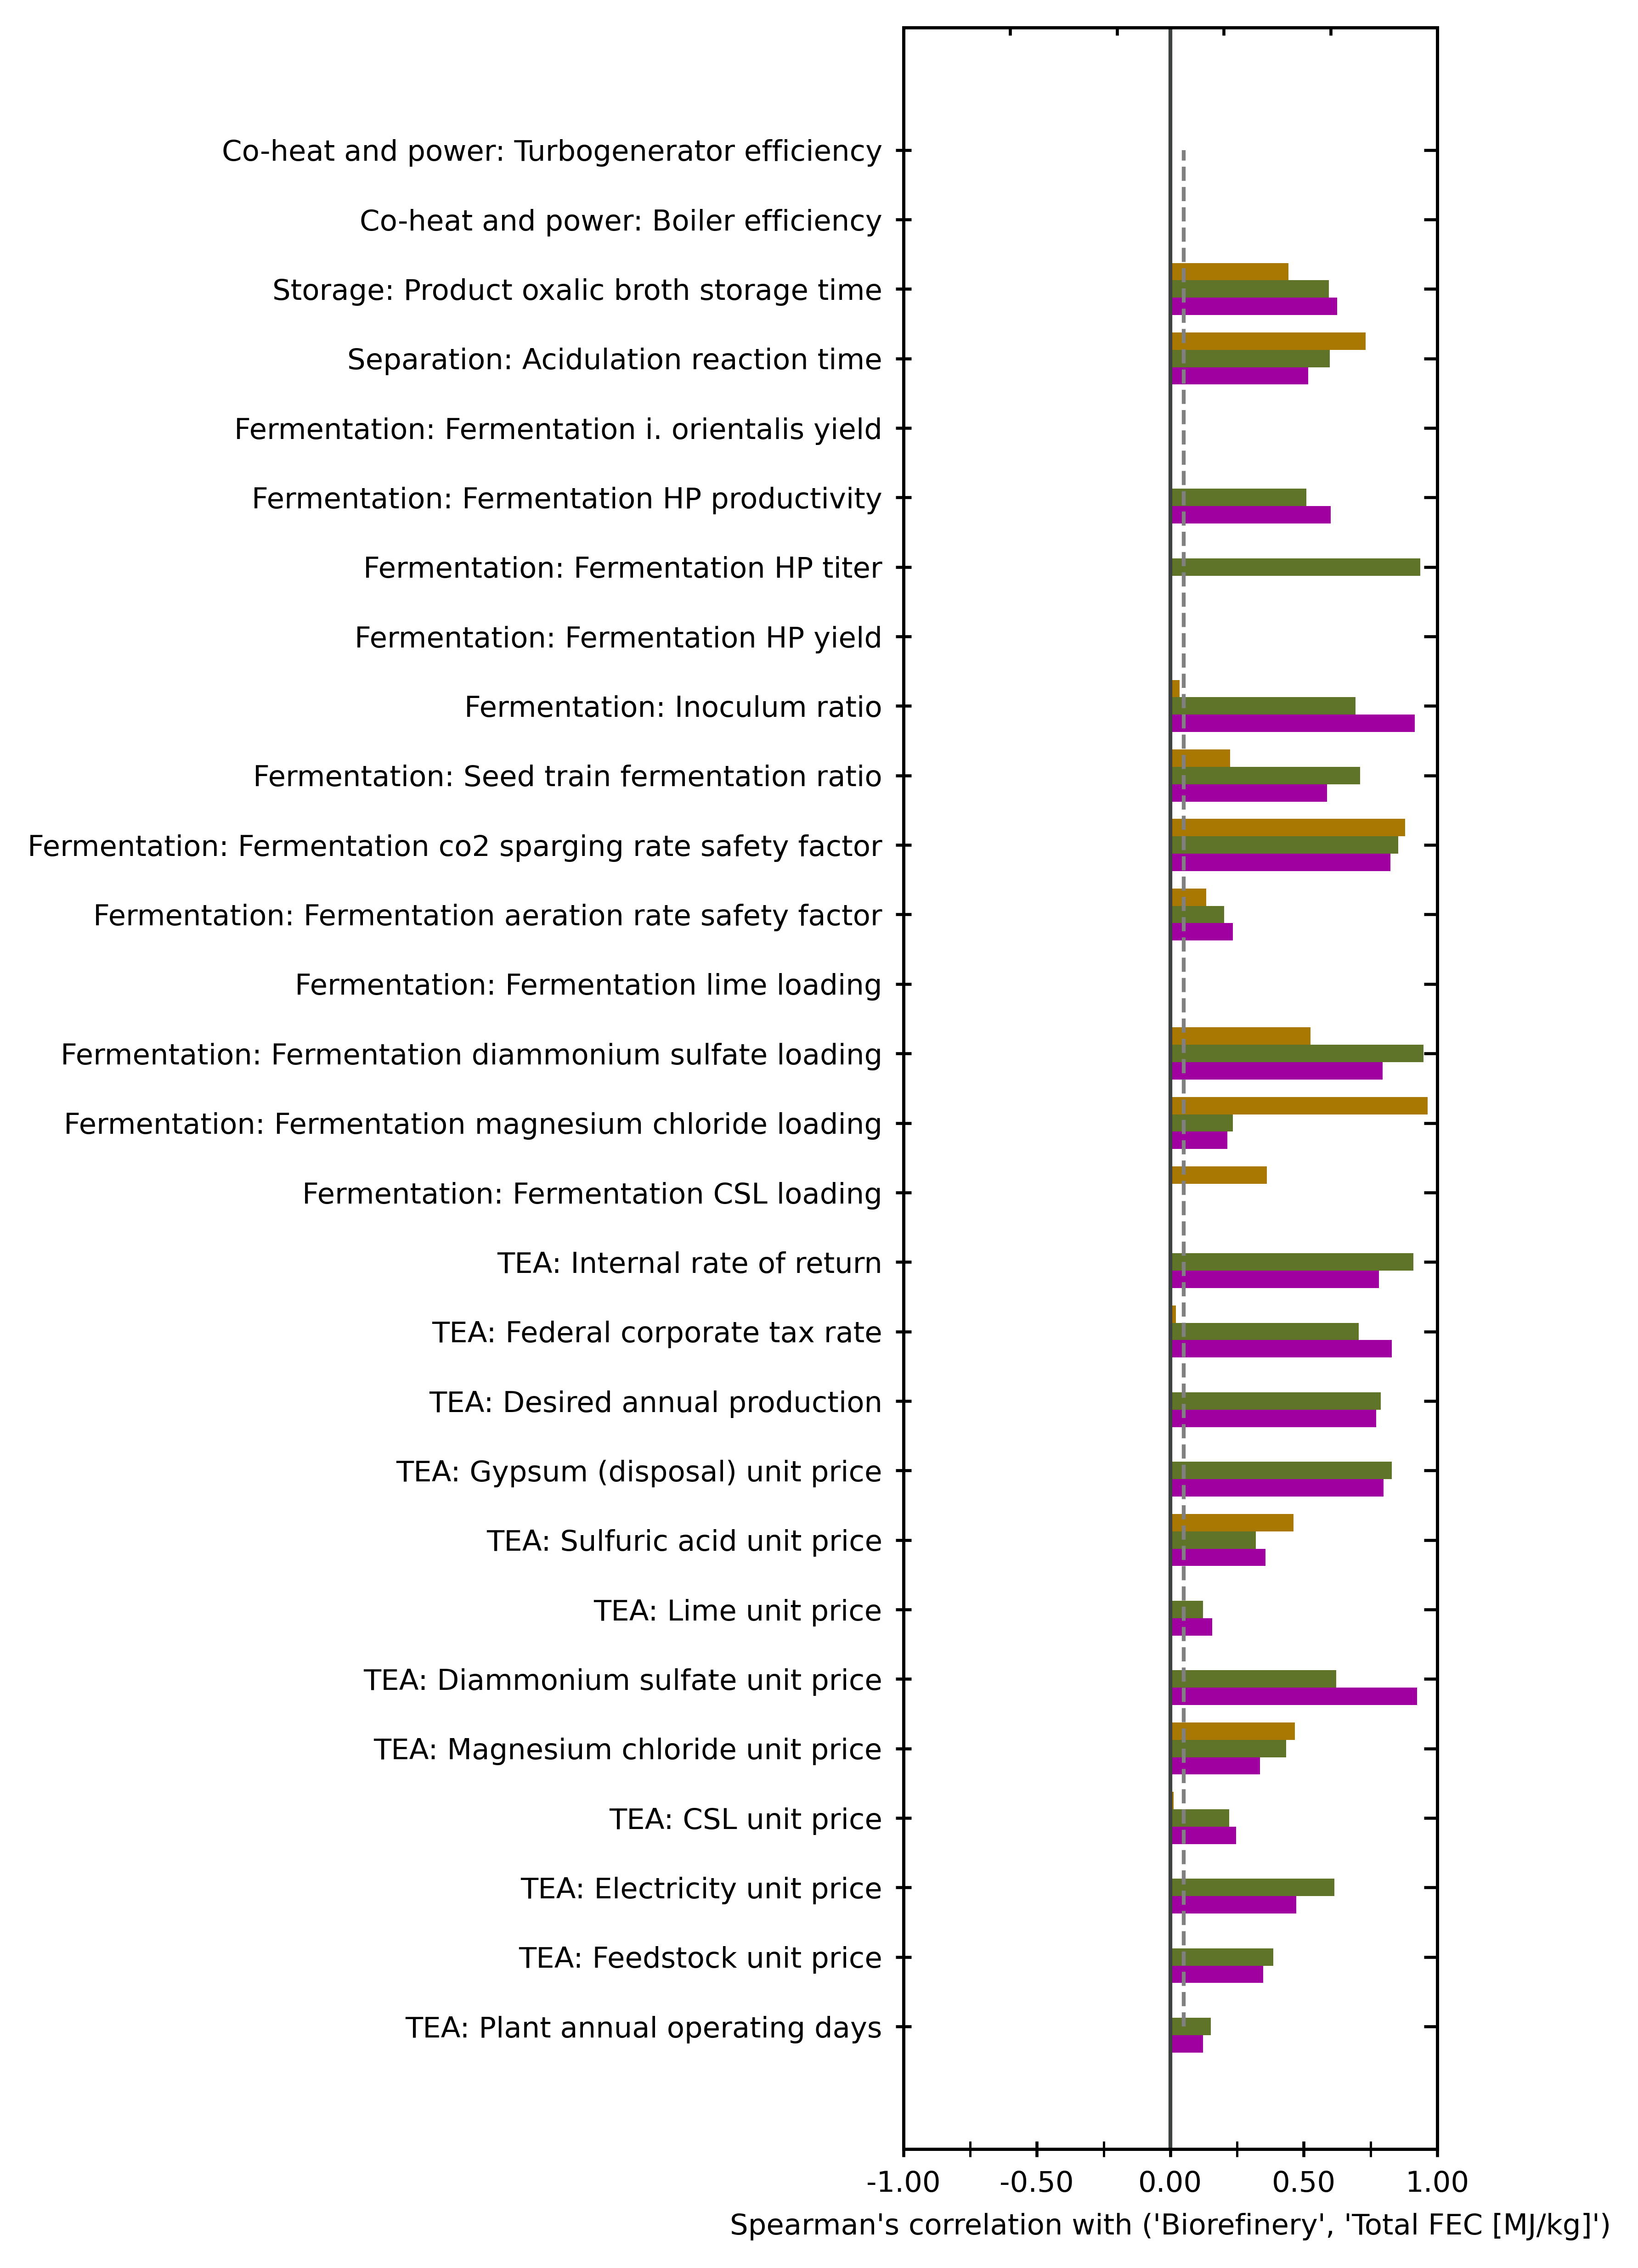 Co-heat and power: Turbogenerator efficiency
Co-heat and power: Boiler efficiency
Storage: Product oxalic broth storage time
Separation: Acidulation reaction time
Fermentation: Fermentation i. orientalis yield
Fermentation: Fermentation HP productivity
Fermentation: Fermentation HP titer
Fermentation: Fermentation HP yield
Fermentation: Inoculum ratio
Fermentation: Seed train fermentation ratio
Fermentation: Fermentation co2 sparging rate safety factor
Fermentation: Fermentation aeration rate safety factor
Fermentation: Fermentation lime loading
Fermentation: Fermentation diammonium sulfate loading
Fermentation: Fermentation magnesium chloride loading
Fermentation: Fermentation CSL loading
TEA: Internal rate of return
TEA: Federal corporate tax rate
TEA: Desired annual production
TEA: Gypsum (disposal) unit price
TEA: Sulfuric acid unit price
TEA: Lime unit price
TEA: Diammonium sulfate unit price
TEA: Magnesium chloride unit price
TEA: CSL unit price
TEA: Electricity unit price
TEA: Feedstock unit price
TEA: Plant annual operating days
-1.00 -0.50 0.00 0.50 1.00
Spearman's correlation with ('Biorefinery', 'Total FEC [MJ/kg]')